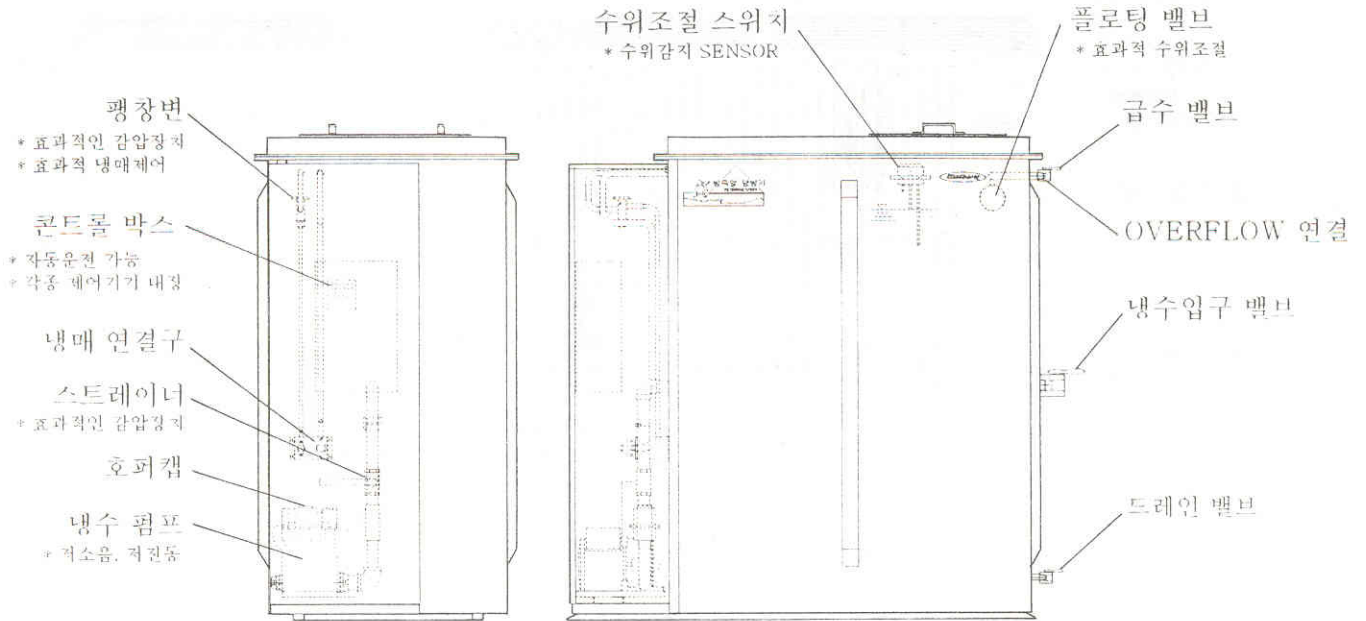 수위조절 스위치
* 수위감지 SENSOR
플로팅 밸브
* 효과적 수위조절
급수 밸브
OVERFLOW 연결
냉수입구 밸브
드레인 밸브
팽창변
* 효과적인 감압장치
* 효과적 냉매제어
콘트롤 박스
* 자동운전 가능
* 각종 제어기기 내장
냉매 연결구
스트레이너
* 효과적인 감압장치
호퍼캡
냉수 펌프
* 저소음, 저진동